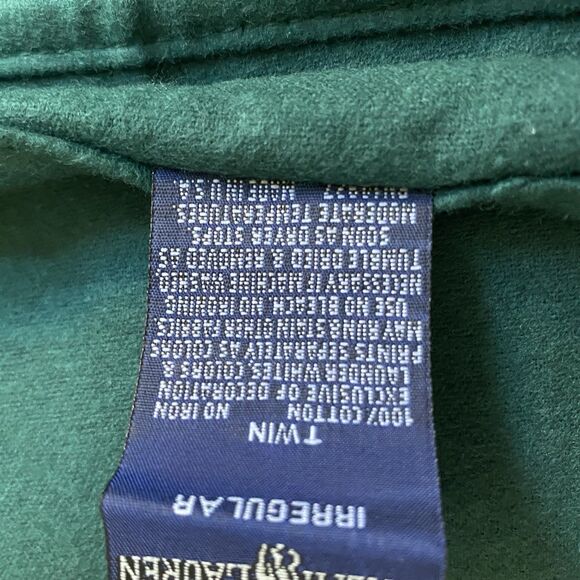 LAUREN
IRREGULAR
TWIN
100% COTTON NO IRON
EXCLUSIVE OF DECORATION
LAUNDER WHITES COLORS &
PRINTS SEPARATELY AS COLORS
MAY RUN&STAIN OTHER FABRICS
USE NO BLEACH NO IRONING
NECESSARY IF MACHINE WASHED
TUMBLE DRIED & REMOVED AS
SOON AS DRYER STOPS.
MODERATE TEMPERATURES.
MADE IN U.S.A.